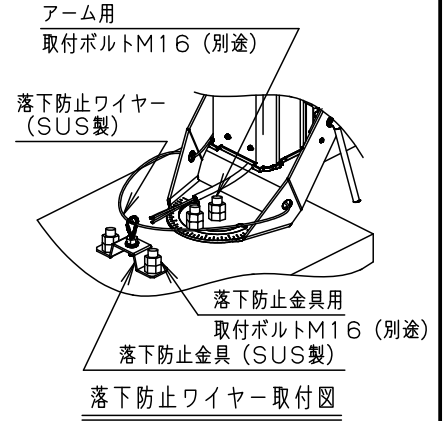 アーム用
取付ボルトM16（別途）
落下防止ワイヤー
（SUS製）
落下防止金具用
取付ボルトM16（別途）
落下防止金具（SUS製）
落下防止ワイヤー取付図